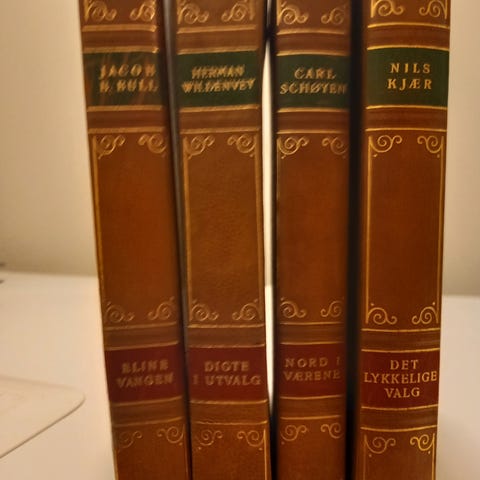 JACOB
B. BULL
ELINE
VANGEN
HERMAN
WILDENVEY
DIGTE
I UTVALG
CARL
SCHØYEN
NORD I
VÆRENE
NILS
KJÆR
DET
LYKKELIGE
VALG